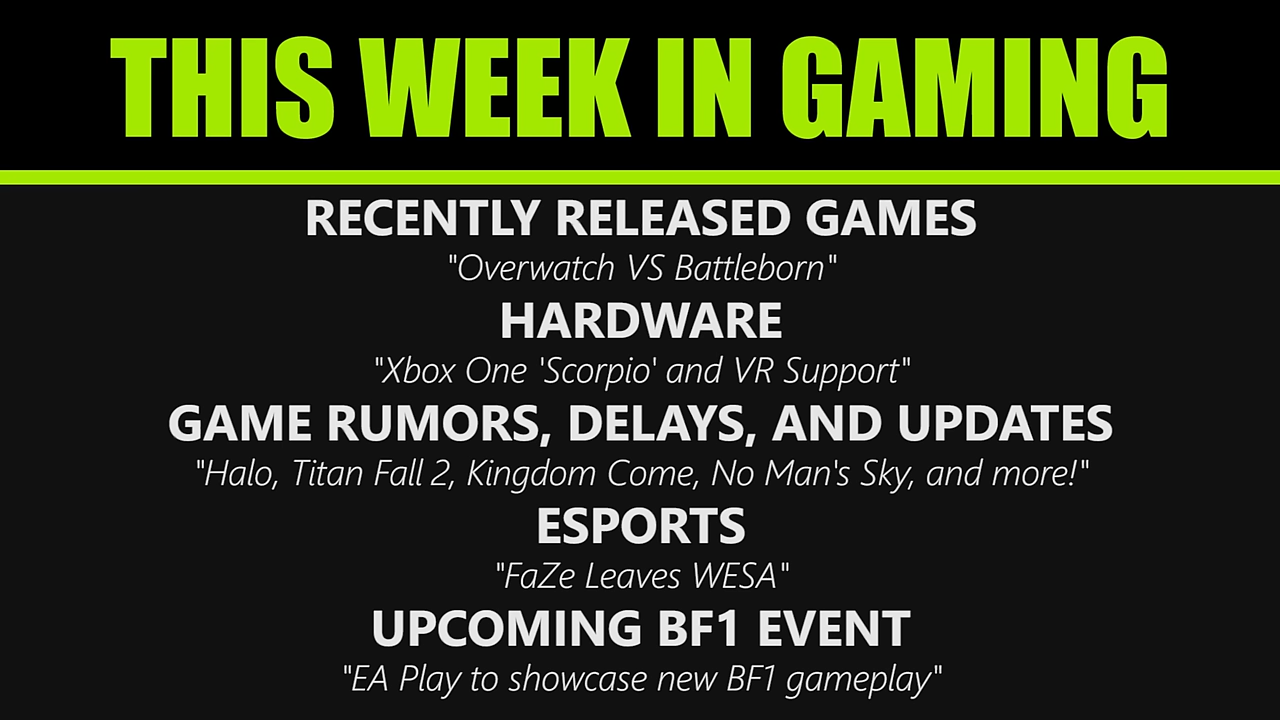 THIS WEEK IN GAMING
RECENTLY RELEASED GAMES
"Overwatch VS Battleborn"
HARDWARE
"Xbox One 'Scorpio' and VR Support"
GAME RUMORS, DELAYS, AND UPDATES
"Halo, Titan Fall 2, Kingdom Come, No Man's Sky, and more!"
ESPORTS
"FaZe Leaves WESA"
UPCOMING BF1 EVENT
"EA Play to showcase new BF1 gameplay"